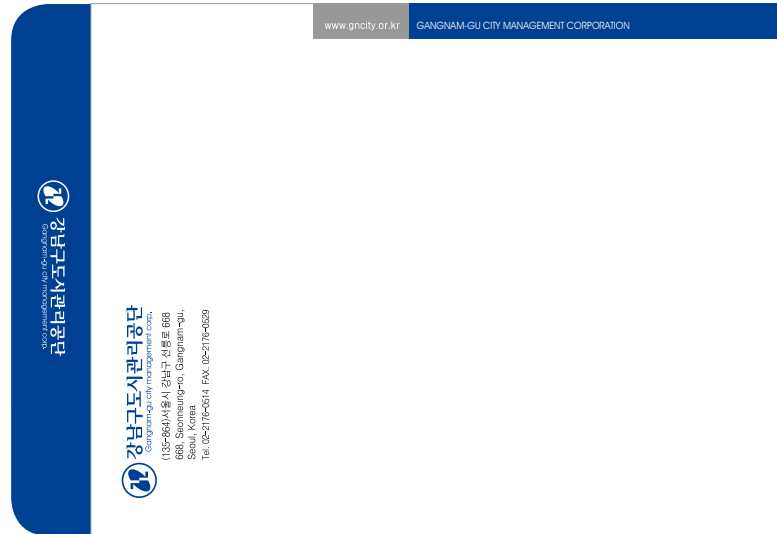 www.gncity.or.kr
GANGNAM-GU CITY MANAGEMENT CORPORATION
강남구도시관리공단
Gangnam-gu city management corp.
강남구도시관리공단
Gangnam-gu city management corp.
(135-864)서울시 강남구 선릉로 668
668, Seonneung-ro, Gangnam-gu,
Seoul, Korea
Tel. 02-2176-0514 FAX. 02-2176-0529